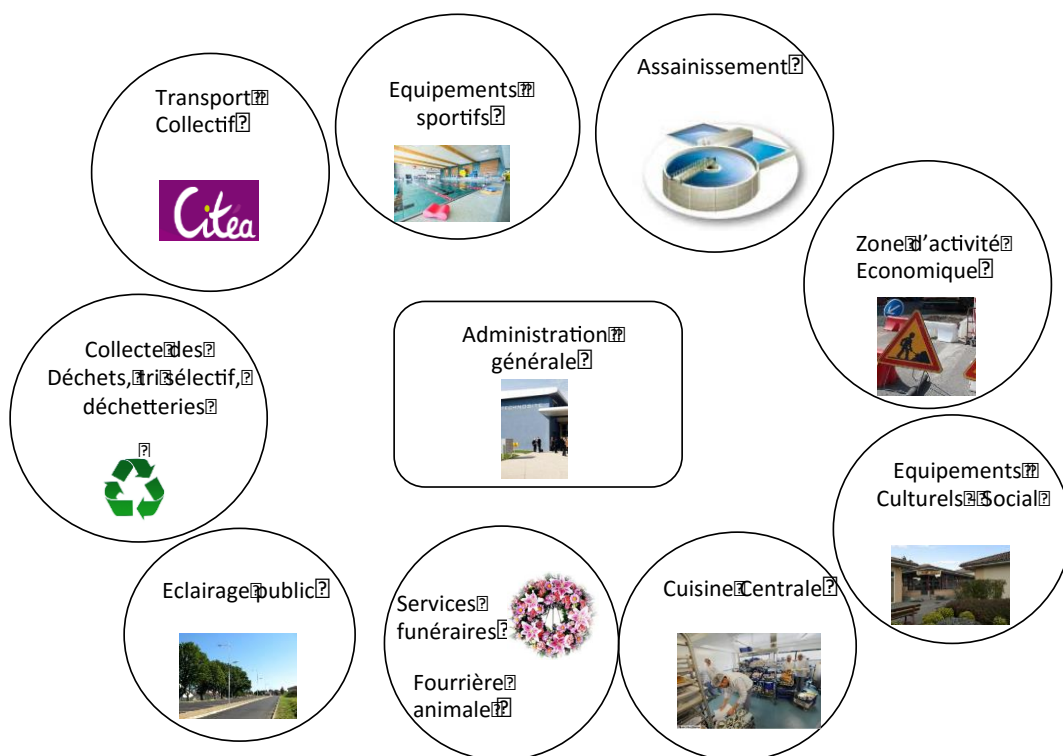 Transport
Collectif
Citéa
Equipements
sportifs
Assainissement
Zone d'activité
Economique
Administration
générale
Collecte des
Déchets, tri sélectif,
déchetteries
Equipements
Culturels - Social
Eclairage public
Services
funéraires
Fourrière
animale
Cuisine Centrale